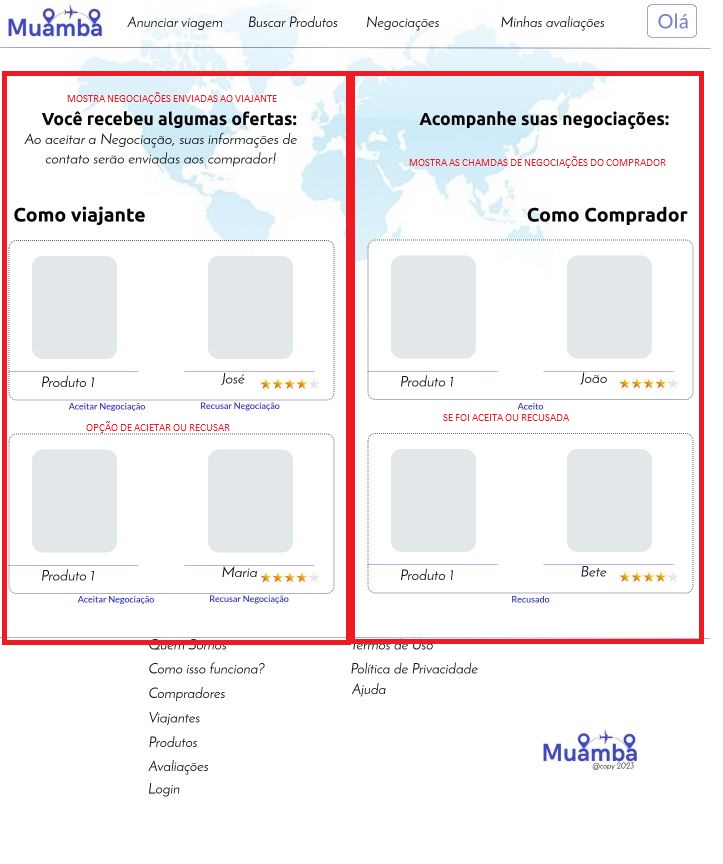 Muamba
Anunciar viagem
Buscar Produtos
Negociações
Minhas avaliações
Olá
MOSTRA NEGOCIAÇÕES ENVIADAS AO VIAJANTE
Você recebeu algumas ofertas:
Ao aceitar a Negociação, suas informações de
contato serão enviadas aos comprador!
Como viajante
Produto 1
José
Aceitar Negociação
Recusar Negociação
OPÇÃO DE ACIETAR OU RECUSAR
Produto 1
Maria
Aceitar Negociação
Recusar Negociação
Acompanhe suas negociações:
MOSTRA AS CHAMDAS DE NEGOCIAÇÕES DO COMPRADOR
Como Comprador
Produto 1
João
Aceito
SE FOI ACEITA OU RECUSADA
Produto 1
Bete
Recusado
Quem Somos
Como isso funciona?
Compradores
Viajantes
Produtos
Avaliações
Login
Termos de Uso
Política de Privacidade
Ajuda
Muamba
@copy 2023